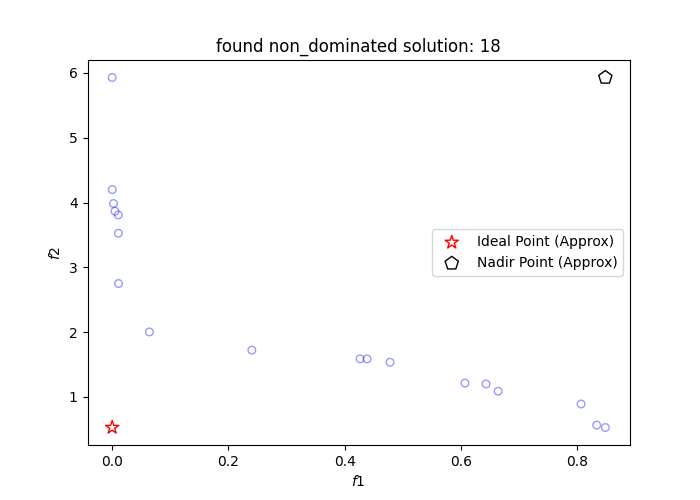 found non_dominated solution: 18
6
5
4
3
2
1
f2
Ideal Point (Approx)
Nadir Point (Approx)
0.0 0.2 0.4 0.6 0.8
f1